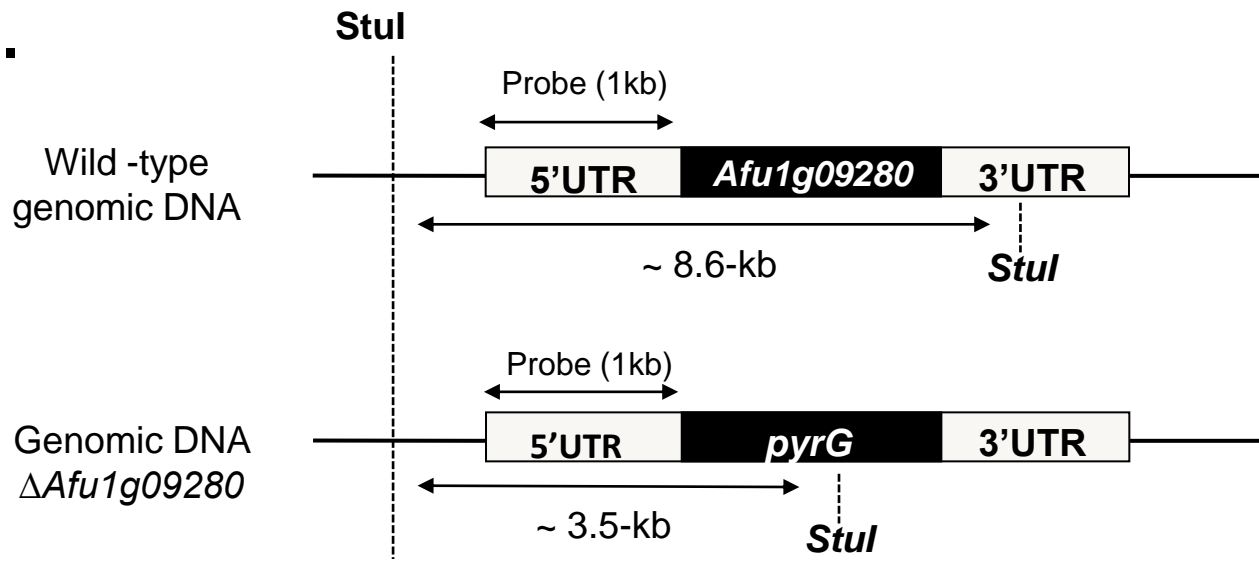 StuI
Probe (1kb)
Wild -type
genomic DNA
5'UTR
Afu1g09280
3'UTR
~ 8.6-kb
StuI
Probe (1kb)
Genomic DNA
ΔAfu1g09280
5’UTR
pyrG
3'UTR
~ 3.5-kb
StuI